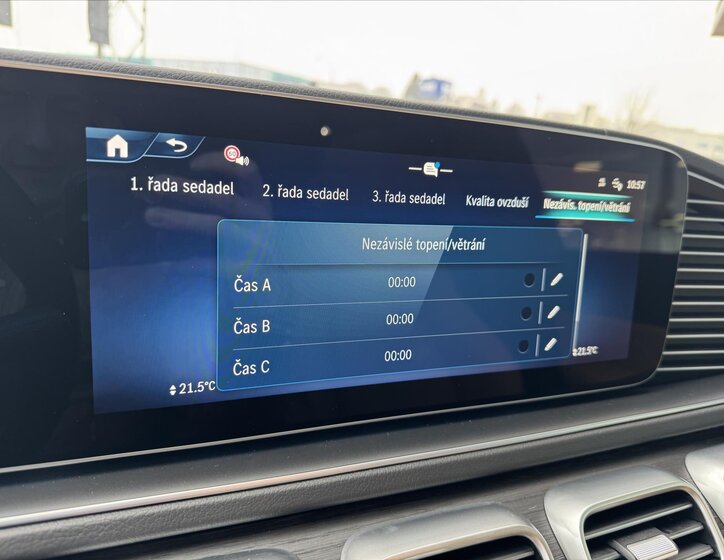 60
10:57
1. řada sedadel 2. řada sedadel 3. řada sedadel Kvalita ovzduší Nezávis. topení/větrání
Nezávislé topení/větrání
Čas A 00:00
Čas B 00:00
Čas C 00:00
21.5°C 21.5°C